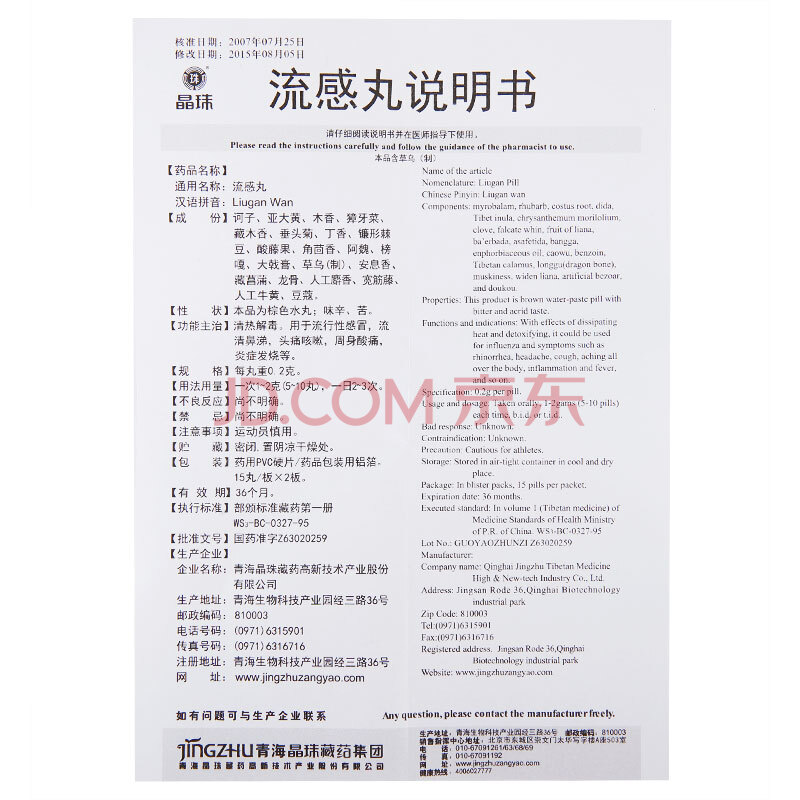 核准日期：2007年07月25日
修改日期：2015年08月05日
珠
晶珠
流感丸说明书
请仔细阅读说明书并在医师指导下使用。
Please read the instructions carefully and follow the guidance of the pharmacist to use.
本品含草乌（制）
【药品名称】
通用名称：流感丸
汉语拼音：Liugan Wan
【成 份】诃子、亚大黄、木香、獐牙菜、
藏木香、垂头菊、丁香、镰形棘
豆、酸藤果、角茴香、阿魏、榜
嘎、大戟膏、草乌(制)、安息香、
藏菖蒲、龙骨、人工麝香、宽筋藤、
人工牛黄、豆蔻。
【性 状】本品为棕色水丸；味辛、苦。
【功能主治】清热解毒。用于流行性感冒，流
清鼻涕，头痛咳嗽，周身酸痛，
炎症发烧等。
【规 格】每丸重0.2克。
【用法用量】一次1~2克(5~10丸)，一日2~3次。
【不良反应】尚不明确。
【禁 忌】尚不明确。
【注意事项】运动员慎用。
【贮 藏】密闭，置阴凉干燥处。
【包 装】药用PVC硬片/药品包装用铝箔。
15丸/板×2板。
【有 效 期】36个月。
【执行标准】部颁标准藏药第一册
WS₃-BC-0327-95
【批准文号】国药准字Z63020259
【生产企业】
企业名称：青海晶珠藏药高新技术产业股份
有限公司
生产地址：青海生物科技产业园经三路36号
邮政编码：810003
电话号码：(0971)6315901
传真号码：(0971)6316716
注册地址：青海生物科技产业园经三路36号
网 址：www.jingzhuzangyao.com
Name of the article
Nomenclature: Liugan Pill
Chinese Pinyin: Liugan wan
Components: myrobalam, rhubarb, costus root, dida,
Tibet inula, chrysanthemum morilolium,
clove, falcate whin, fruit of liana,
ba'erbada, asafetida, bangga,
euphorbiaceous oil, caowu, benzoin,
Tibetan calamus, longgu(dragon bone),
muskiness, widen liana, artificial bezoar,
and doukou.
Properties: This product is brown water-paste pill with
bitter and acrid taste.
Functions and indications: With effects of dissipating
heat and detoxifying, it could be used
for influenza and symptoms such as
rhinorrhea, headache, cough, aching all
over the body, inflammation and fever,
and so on.
Specification: 0.2g per pill.
Usage and dosage: Taken orally, 1-2gams (5-10 pills)
each time, b.i.d. or t.i.d..
Bad response: Unknown.
Contraindication: Unknown.
Precaution: Cautious for athletes.
Storage: Stored in air-tight container in cool and dry
place.
Package: In blister packs, 15 pills per packet.
Expiration date: 36 months.
Executed standard: In volume 1 (Tibetan medicine) of
Medicine Standards of Health Ministry
of P.R. of China. WS₃-BC-0327-95
Lot No.: GUOYAOZHUNZI Z63020259
Manufacturer:
Company name: Qinghai Jingzhu Tibetan Medicine
High & New-tech Industry Co., Ltd.
Address: Jingsan Rode 36,Qinghai Biotechnology
industrial park
Zip Code: 810003
Tel:(0971)6315901
Fax:(0971)6316716
Registered address. Jingsan Rode 36,Qinghai
Biotechnology industrial park
Website: www.jingzhuzangyao.com
JD.COM 京东
如有问题可与生产企业联系
Any question, please contact the manufacturer freely.
JINGZHU青海晶珠藏药集团
青海晶珠藏药高新技术产业股份有限公司
生产地址：青海生物科技产业园经三路36号 邮政编码：810003
销售指挥中心地址：北京市东城区崇文门太华写字楼A座503室
电 话：010-67091261/63/68/69
传 真：010-67091192
网 址：www.jingzhuzangyao.com
健康热线：4006027777